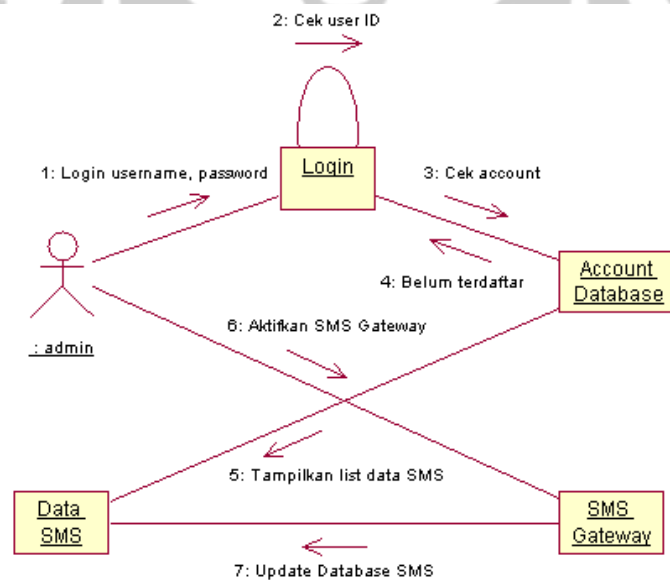 2: Cek user ID
Login
1: Login username, password
3: Cek account
4: Belum terdaftar
Account
Database
: admin
6: Aktifkan SMS Gateway
5: Tampilkan list data SMS
Data
SMS
SMS
Gateway
7: Update Database SMS